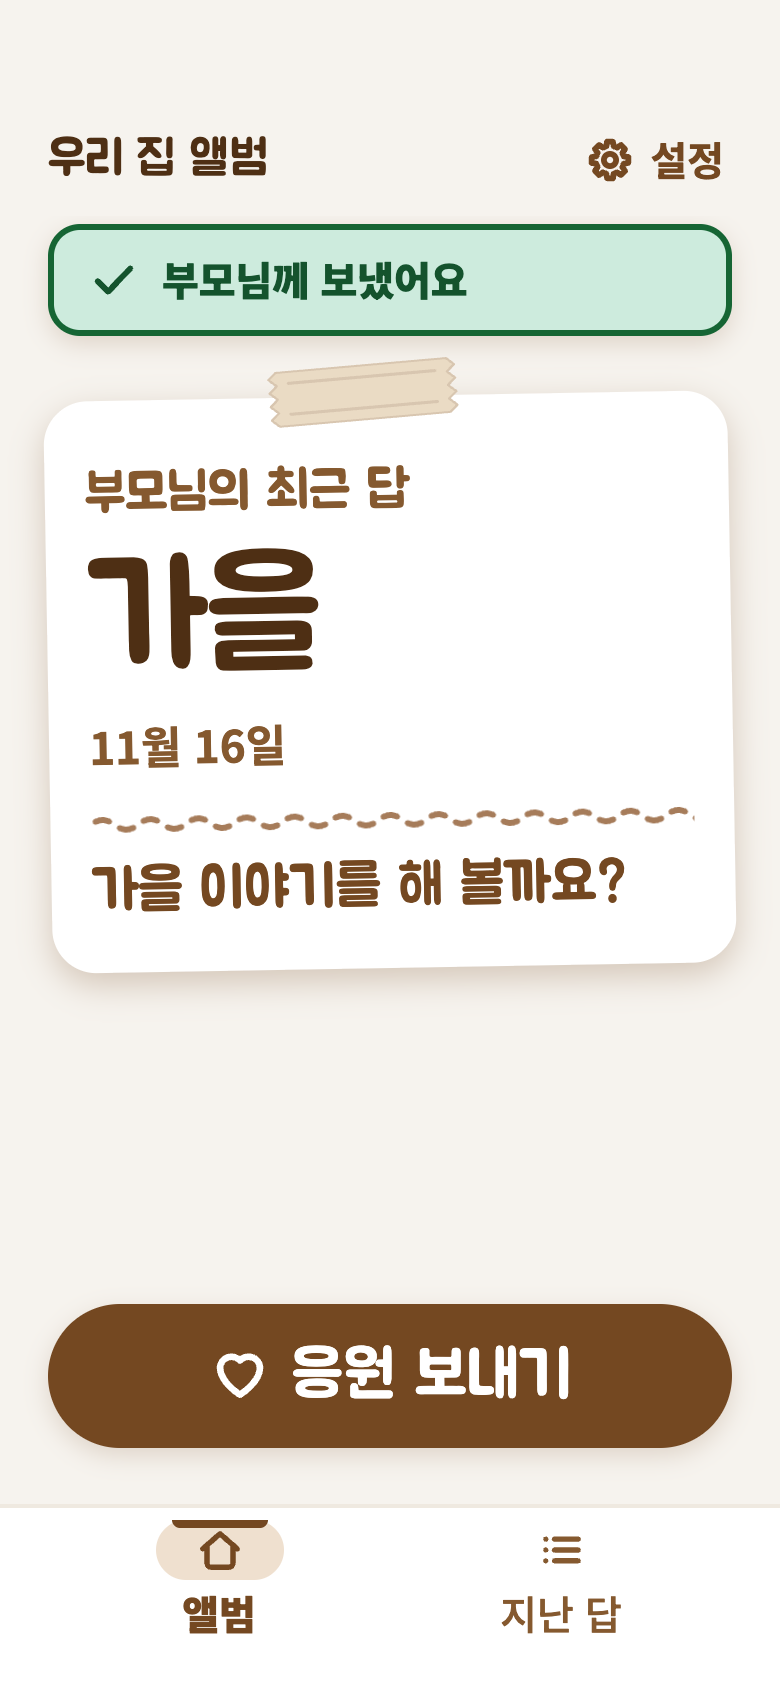 우리 집 앨범
설정
부모님께 보냈어요
부모님의 최근 답
가을
11월 16일
가을 이야기를 해 볼까요?
응원 보내기
앨범
지난 답